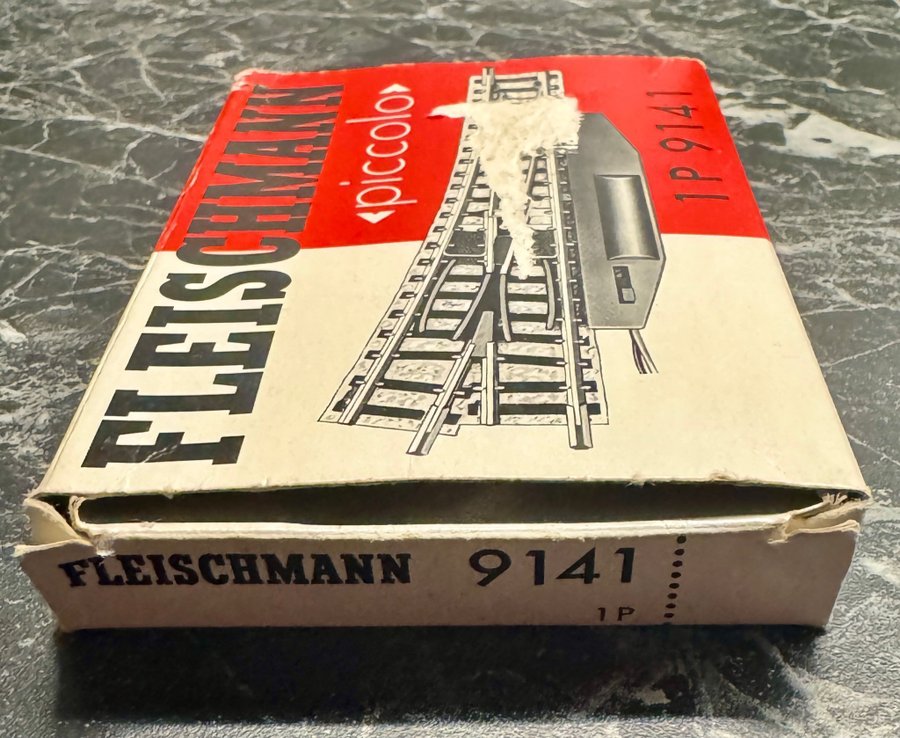 FLEISCHMANN
<piccolo>
1P 9141
FLEISCHMANN 9141
1P